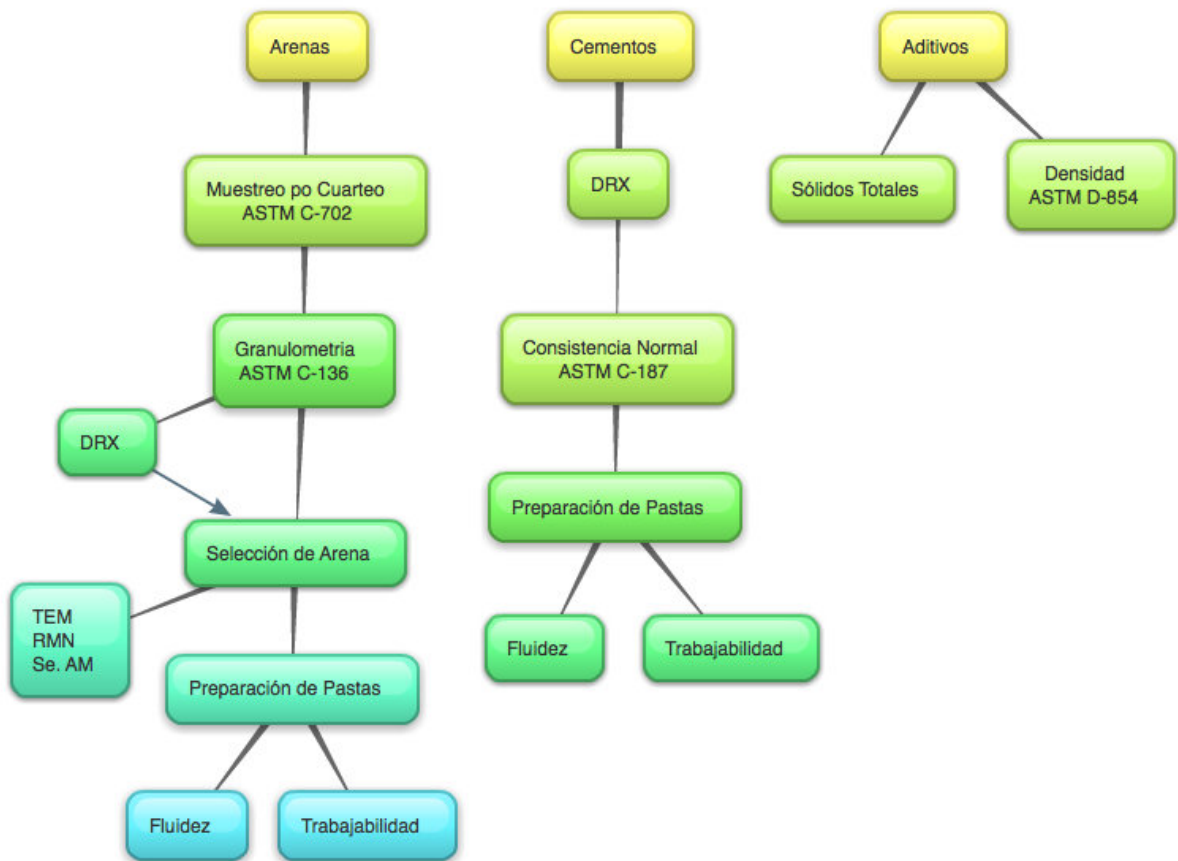 Arenas
Cementos
Aditivos
Muestreo po Cuarteo
ASTM C-702
DRX
Sólidos Totales
Densidad
ASTM D-854
Granulometria
ASTM C-136
Consistencia Normal
ASTM C-187
DRX
Selección de Arena
Preparación de Pastas
TEM
RMN
Se. AM
Fluidez
Trabajabilidad
Preparación de Pastas
Fluidez
Trabajabilidad